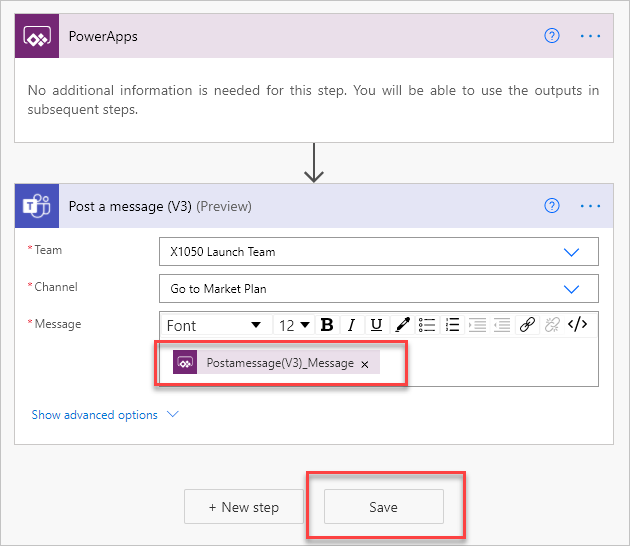 PowerApps
No additional information is needed for this step. You will be able to use the outputs in
subsequent steps.
Post a message (V3) (Preview)
* Team
X1050 Launch Team
* Channel
Go to Market Plan
* Message
Font 12 B I U </>
Postamessage(V3)_Message ×
Show advanced options
+ New step
Save